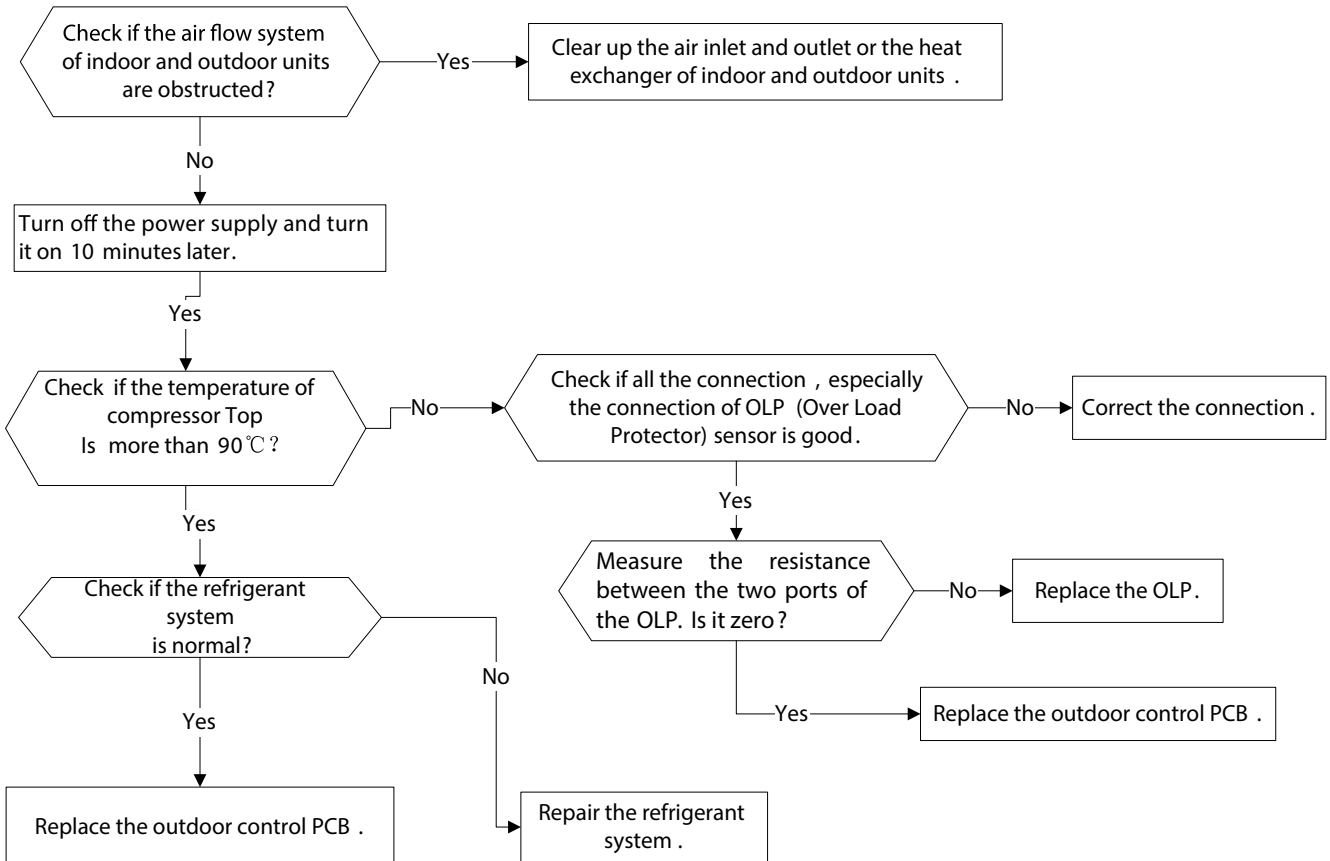 Check if the air flow system
of indoor and outdoor units
are obstructed?
Yes
Clear up the air inlet and outlet or the heat
exchanger of indoor and outdoor units .
No
Turn off the power supply and turn
it on 10 minutes later.
Yes
Check if the temperature of
compressor Top
Is more than 90℃?
No
Check if all the connection , especially
the connection of OLP (Over Load
Protector) sensor is good.
No
Correct the connection .
Yes
Yes
Measure the resistance
between the two ports of
the OLP. Is it zero?
No
Replace the OLP.
Check if the refrigerant
system
is normal?
No
Yes
Yes
Replace the outdoor control PCB .
Replace the outdoor control PCB .
Repair the refrigerant
system .